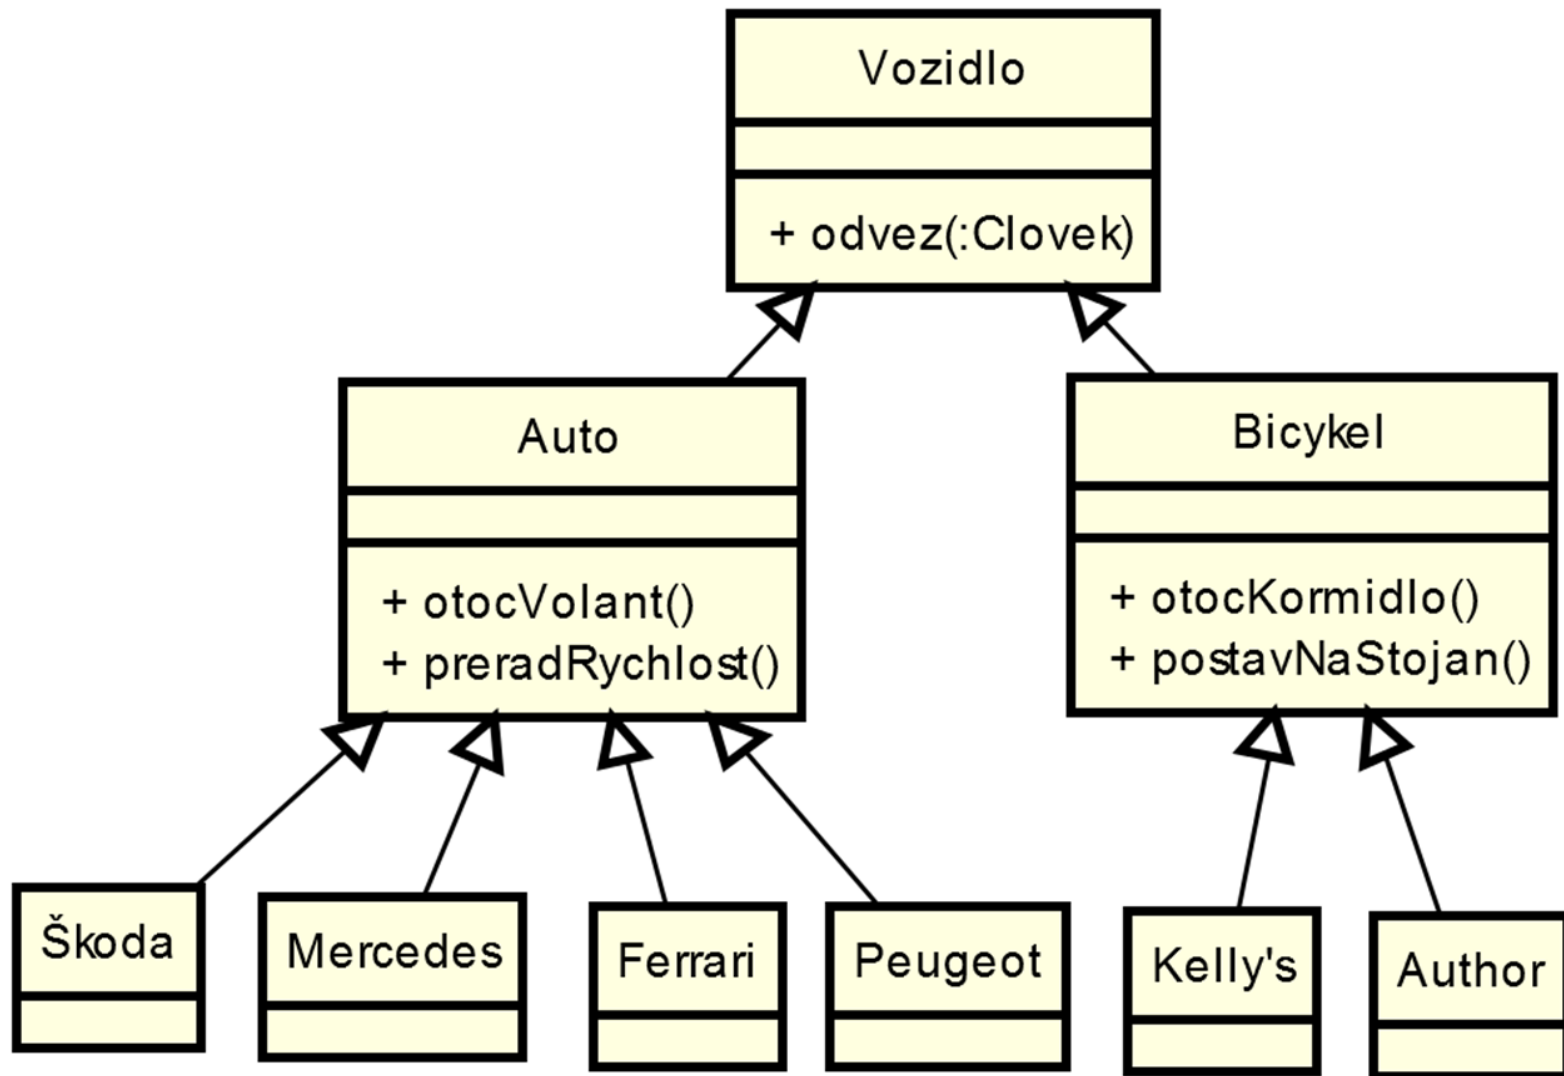 Vozidlo
+ odvez(:Clovek)
Auto
+ otocVolant()
+ preradRychlost()
Bicykel
+ otocKormidlo()
+ postavNaStojan()
Škoda
Mercedes
Ferrari
Peugeot
Kelly's
Author